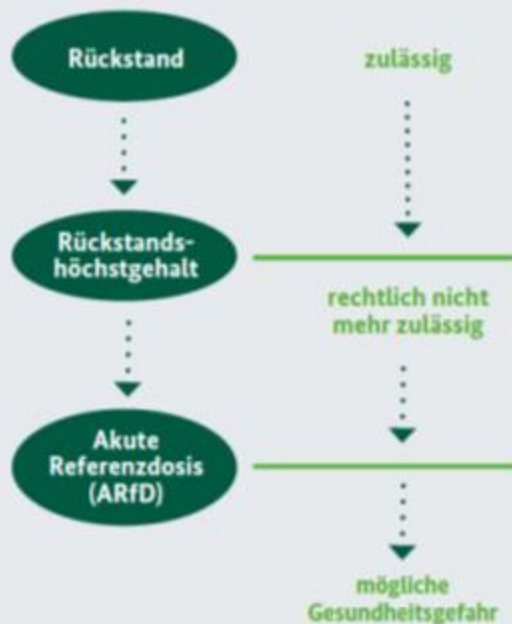 Rückstand
zulässig
Rückstands-
höchstgehalt
rechtlich nicht
mehr zulässig
Akute
Referenzdosis
(ARfD)
mögliche
Gesundheitsgefahr